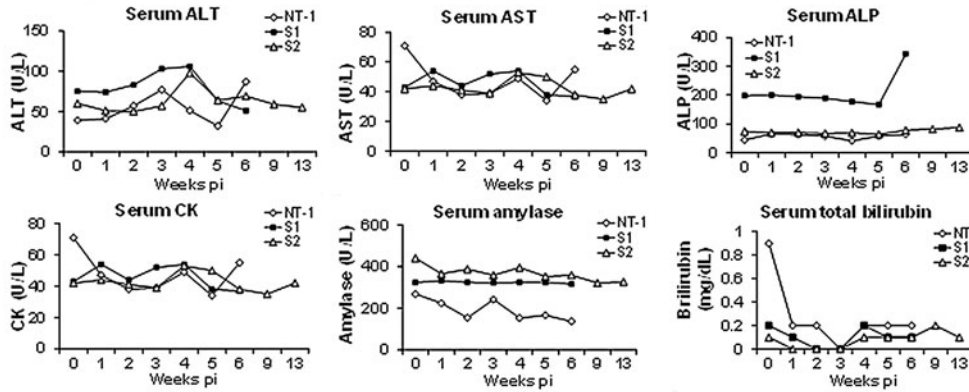 Serum ALT
NT-1
S1
S2
ALT (U/L)
150
100
50
0
0 1 2 3 4 5 6 9 13
Weeks pi
Serum AST
NT-1
S1
S2
AST (U/L)
80
60
40
20
0
0 1 2 3 4 5 6 9 13
Weeks pi
Serum ALP
NT-1
S1
S2
ALP (U/L)
400
300
200
100
0
0 1 2 3 4 5 6 9 13
Weeks pi
Serum CK
NT-1
S1
S2
CK (U/L)
80
60
40
20
0
0 1 2 3 4 5 6 9 13
Weeks pi
Serum amylase
NT-1
S1
S2
Amylase (U/L)
600
400
200
0
0 1 2 3 4 5 6 9 13
Weeks pi
Serum total bilirubin
NT
S1
S2
Brilinubin
(mg/dL)
1
0.8
0.6
0.4
0.2
0
0 1 2 3 4 5 6 9 13
Weeks pi